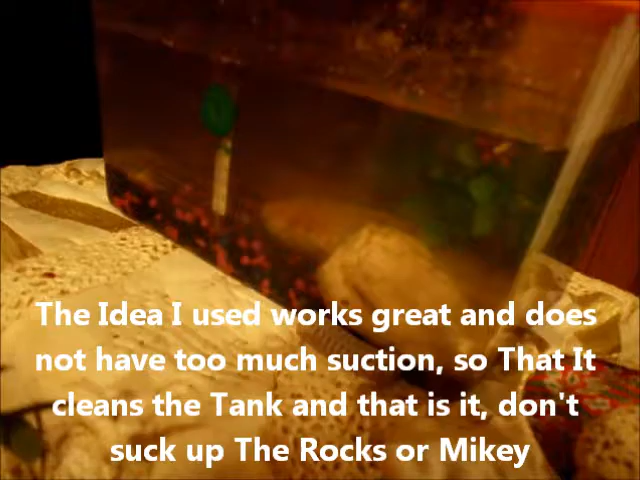 The Idea I used works great and does
not have too much suction, so That It
cleans the Tank and that is it, don't
suck up The Rocks or Mikey